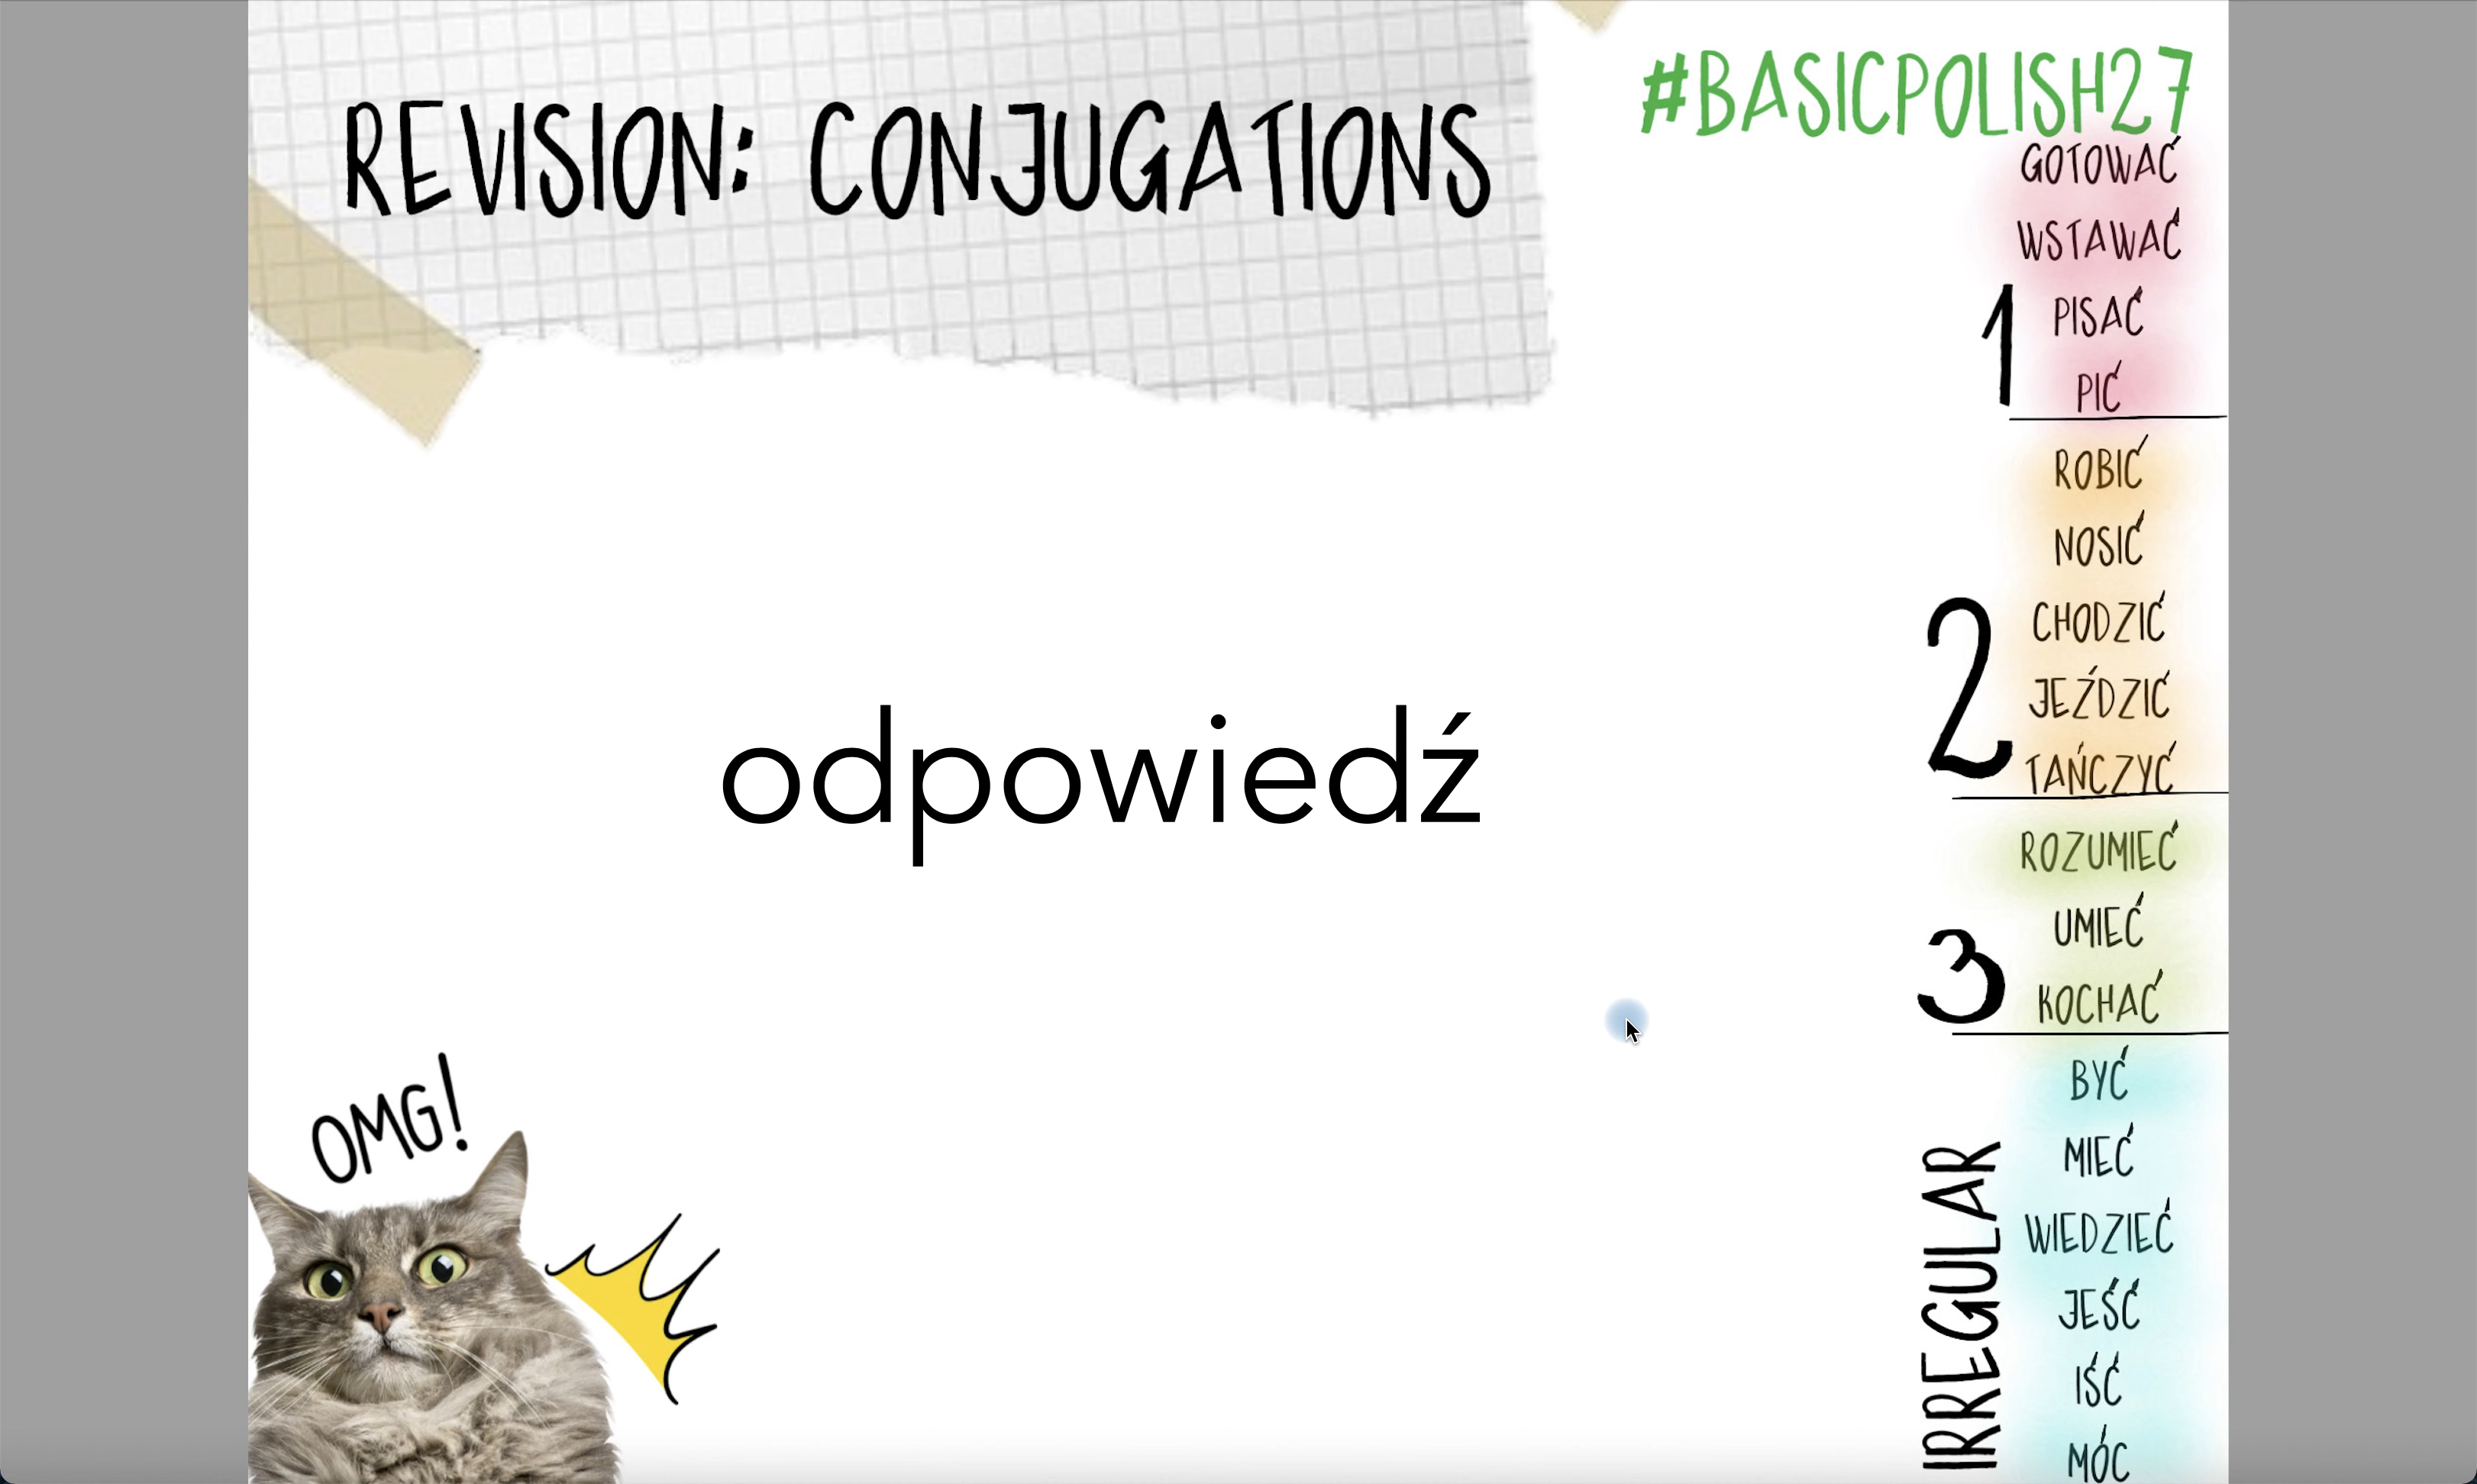 REVISION: CONJUGATIONS
#BASICPOLISH27
GOTOWAĆ
WSTAWAĆ
PISAĆ
PIĆ
1
ROBIĆ
NOSIĆ
CHODZIĆ
JEŹDZIĆ
TAŃCZYĆ
2
odpowiedź
ROZUMIEĆ
UMIEĆ
KOCHAĆ
3
BYĆ
MIEĆ
WIEDZIEĆ
JEŚĆ
IŚĆ
MÓC
IRREGULAR
OMG!